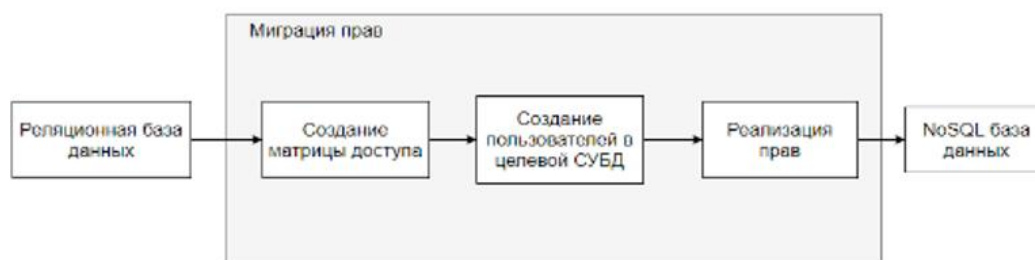 Миграция прав
Реляционная база
данных
Создание
матрицы доступа
Создание
пользователей в
целевой СУБД
Реализация
прав
NoSQL база
данных